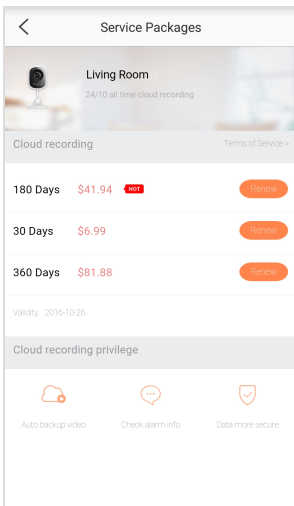 Service Packages
Living Room
24/10 all time cloud recording
Cloud recording Terms of Service >
180 Days $41.94 HOT Renew
30 Days $6.99 Renew
360 Days $81.88 Renew
Validity: 2016-10-26
Cloud recording privilege
Auto backup video Check alarm info Data more secure